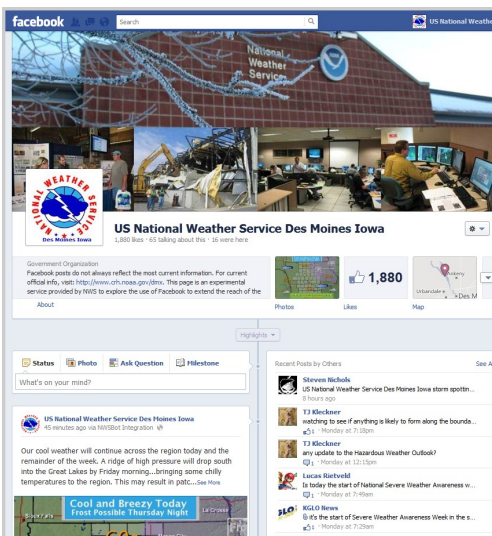 facebook
Search
US National Weathe
National
Weather
Service
NATIONAL WEATHER SERVICE
Des Moines Iowa
US National Weather Service Des Moines Iowa
1,880 likes · 65 talking about this · 16 were here
Government Organization
Facebook posts do not always reflect the most current information. For current
official info, visit: http://www.crh.noaa.gov/dmx. This page is an experimental
service provided by NWS to explore the use of Facebook to extend the reach of the
About
Photos
1,880
Likes
Ankeny
Urbandale
Des M
Map
Highlights
Status
Photo
Ask Question
Milestone
What's on your mind?
US National Weather Service Des Moines Iowa
45 minutes ago via NWSBot Integration
Our cool weather will continue across the region today and the
remainder of the week. A ridge of high pressure will drop south
into the Great Lakes by Friday morning...bringing some chilly
temperatures to the region. This may result in patc...See More
Cool and Breezy Today
Frost Possible Thursday Night
Sioux Falls
La Crosse
Recent Posts by Others
See A
Steven Nichols
US National Weather Service Des Moines Iowa storm spottin...
8 hours ago
TJ Kleckner
watching to see if anything is likely to form along the bounda...
1 · Monday at 7:18pm
TJ Kleckner
any update to the Hazardous Weather Outlook?
1 · Monday at 12:15pm
Lucas Rietveld
Is today the start of National Severe Weather Awareness w...
1 · Monday at 7:49am
KGLO News
it's the start of Severe Weather Awareness Week in the s...
1 · Monday at 7:29am